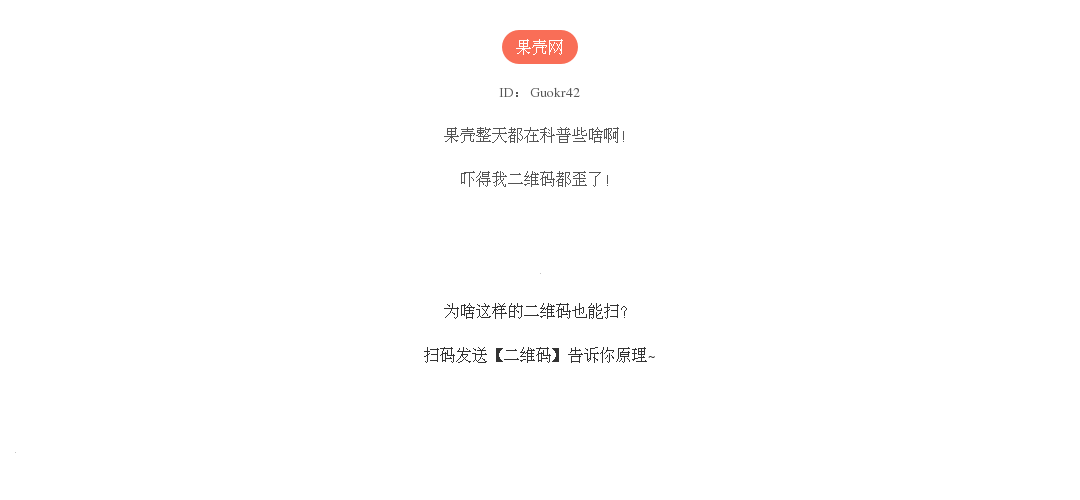 果壳网
ID： Guokr42
果壳整天都在科普些啥啊！
吓得我二维码都歪了！
为啥这样的二维码也能扫？
扫码发送【二维码】告诉你原理~